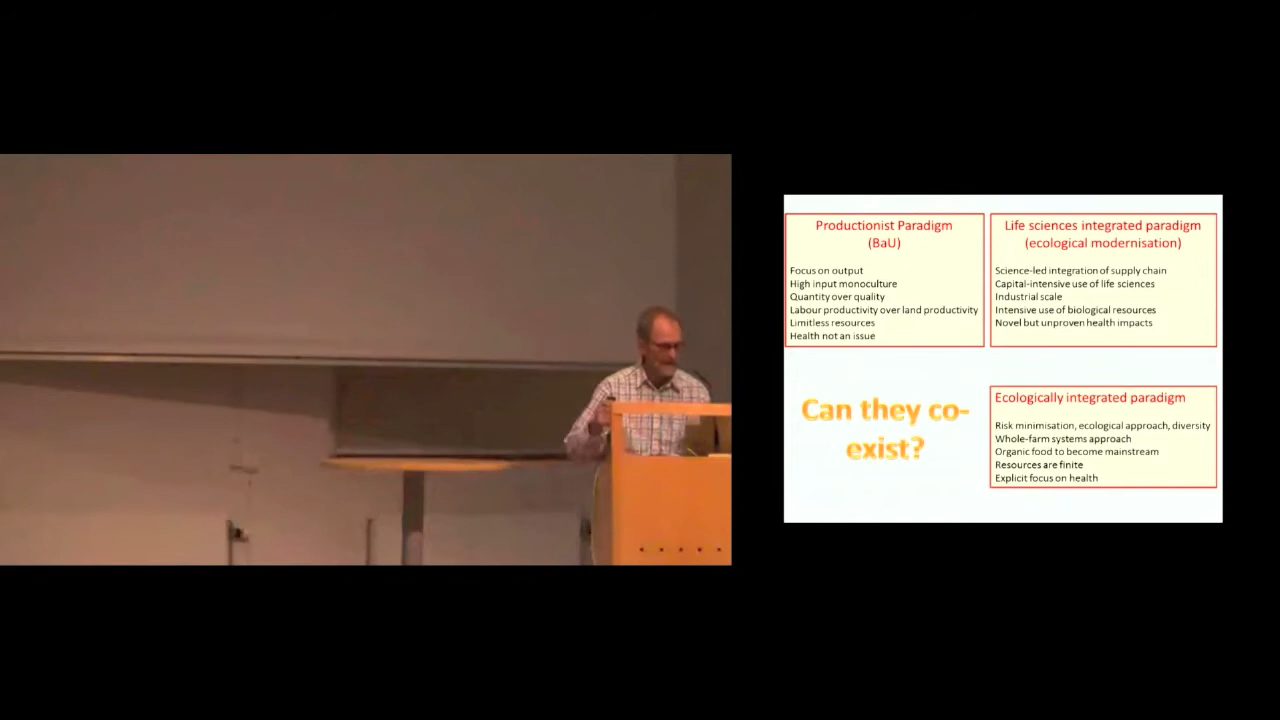 Productionist Paradigm
(BaU)
Focus on output
High input monoculture
Quantity over quality
Labour productivity over land productivity
Limitless resources
Health not an issue
Life sciences integrated paradigm
(ecological modernisation)
Science-led integration of supply chain
Capital-intensive use of life sciences
Industrial scale
Intensive use of biological resources
Novel but unproven health impacts
Can they co-
exist?
Ecologically integrated paradigm
Risk minimisation, ecological approach, diversity
Whole-farm systems approach
Organic food to become mainstream
Resources are finite
Explicit focus on health